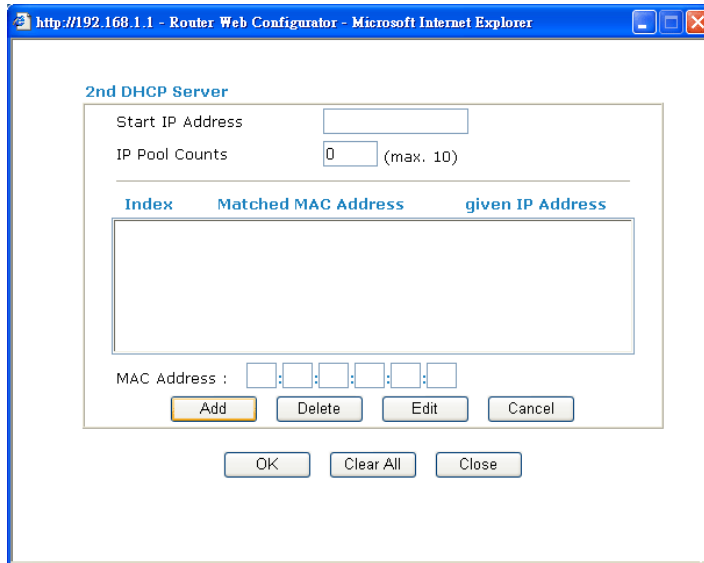 http://192.168.1.1 - Router Web Configurator - Microsoft Internet Explorer
2nd DHCP Server
Start IP Address
IP Pool Counts 0 (max. 10)
Index Matched MAC Address given IP Address
MAC Address : : : : : :
Add Delete Edit Cancel
OK Clear All Close